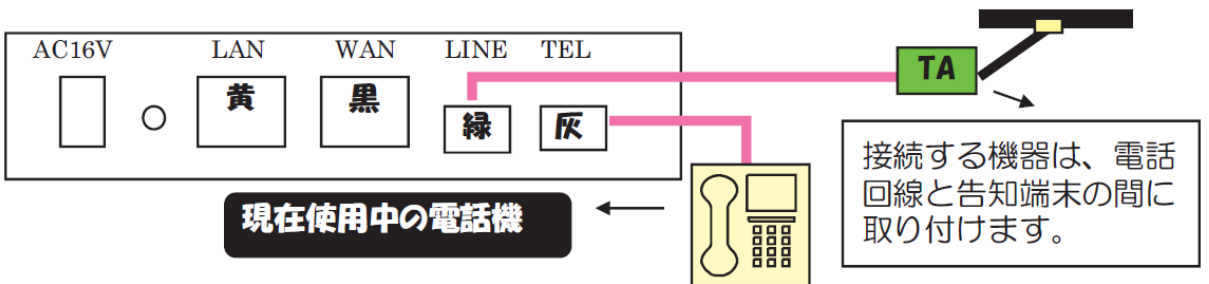 AC16V LAN WAN LINE TEL
黄 黒 緑 灰
TA
接続する機器は、電話
回線と告知端末の間に
取り付けます。
現在使用中の電話機